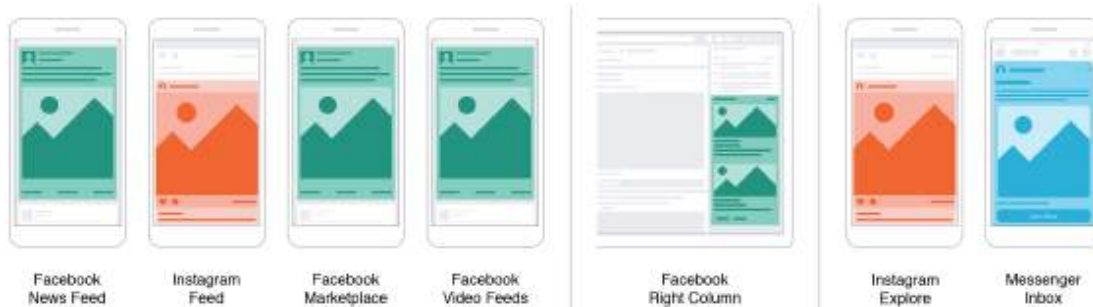 Facebook
News Feed
Instagram
Feed
Facebook
Marketplace
Facebook
Video Feeds
Facebook
Right Column
Instagram
Explore
Messenger
Inbox